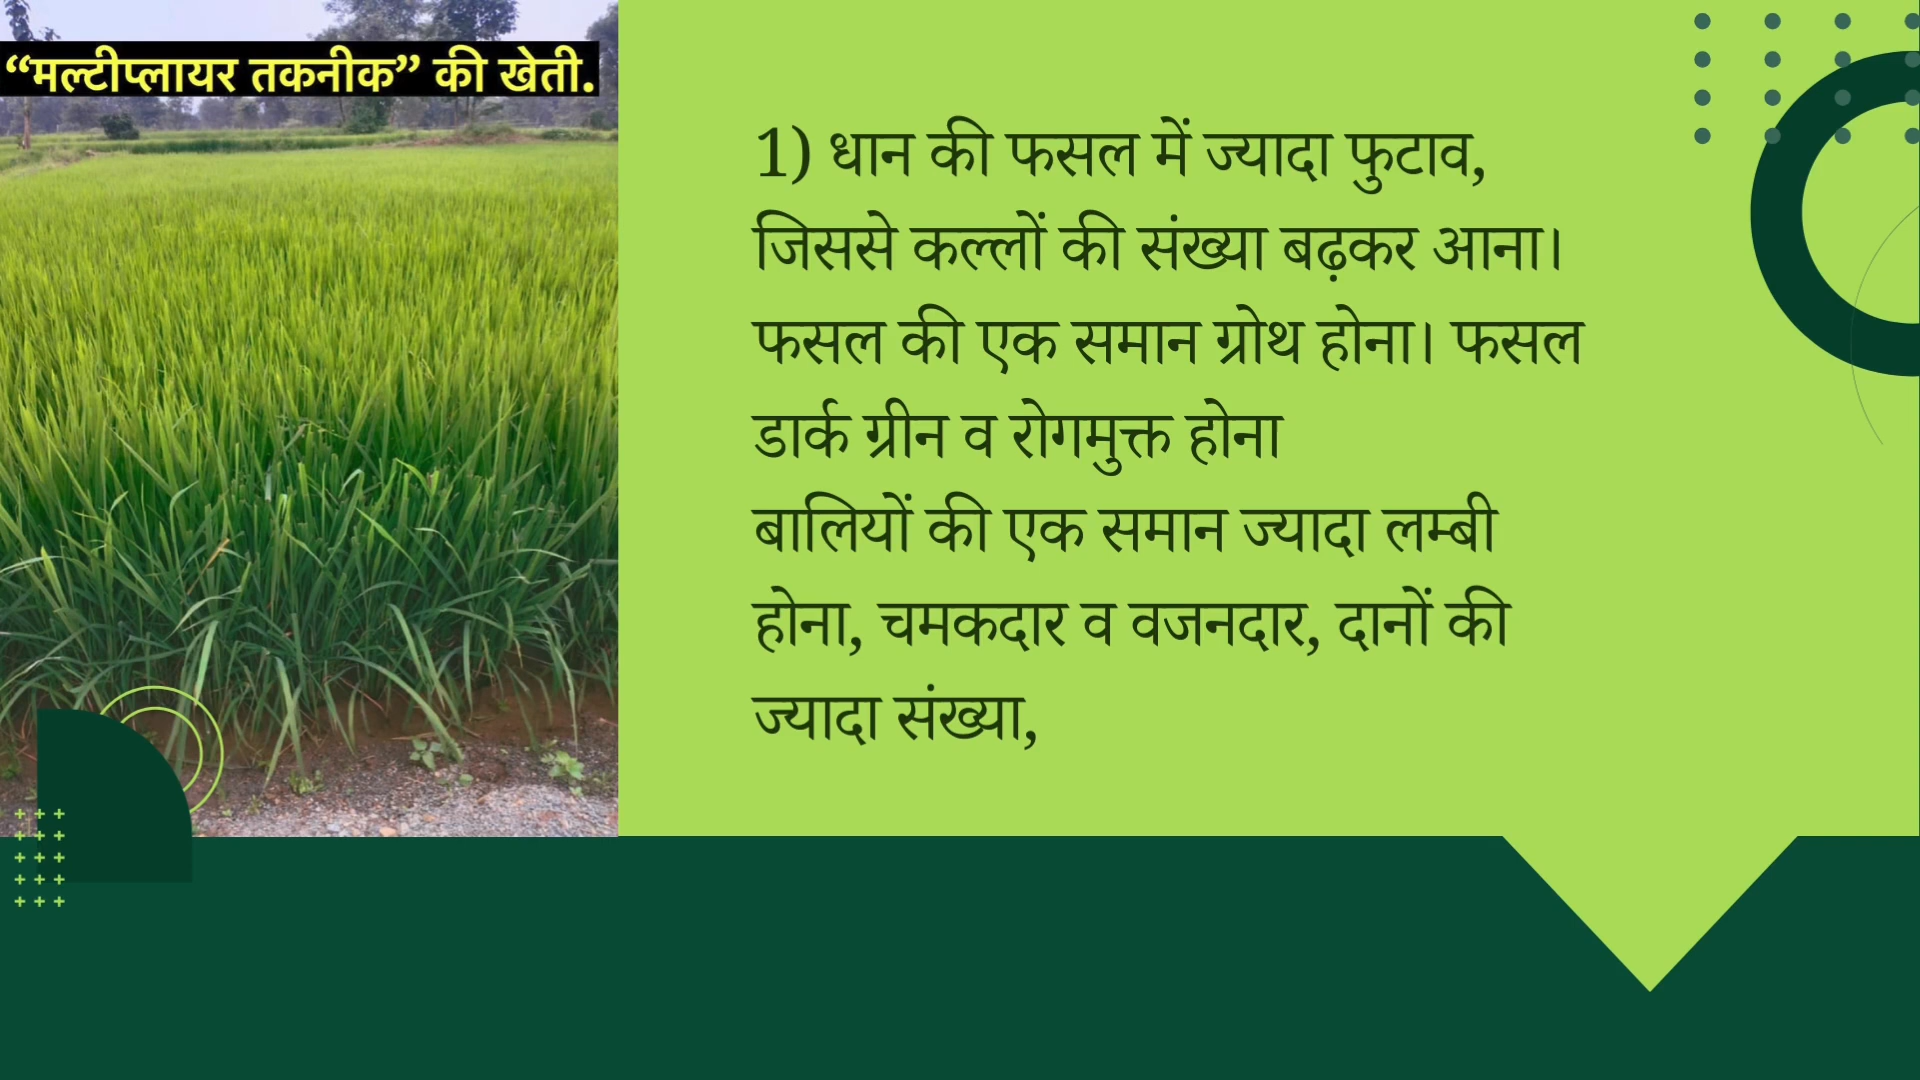 “मल्टीप्लायर तकनीक” की खेती.
1) धान की फसल में ज्यादा फुटाव,
जिससे कल्लों की संख्या बढ़कर आना।
फसल की एक समान ग्रोथ होना। फसल
डार्क ग्रीन व रोगमुक्त होना
बालियों की एक समान ज्यादा लम्बी
होना, चमकदार व वजनदार, दानों की
ज्यादा संख्या,